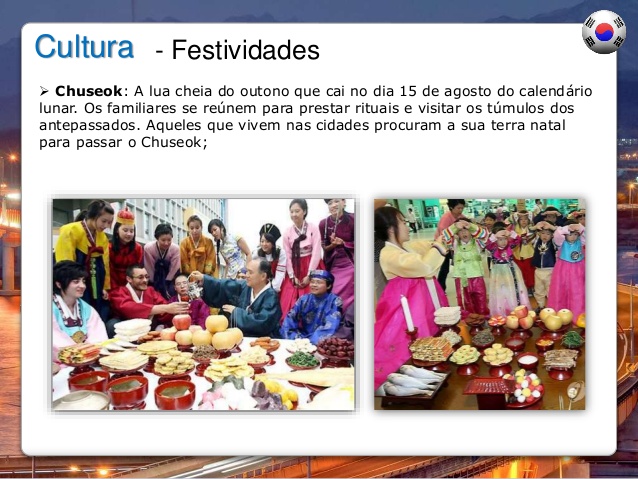 Cultura - Festividades
➢ Chuseok: A lua cheia do outono que cai no dia 15 de agosto do calendário
lunar. Os familiares se reúnem para prestar rituais e visitar os túmulos dos
antepassados. Aqueles que vivem nas cidades procuram a sua terra natal
para passar o Chuseok;